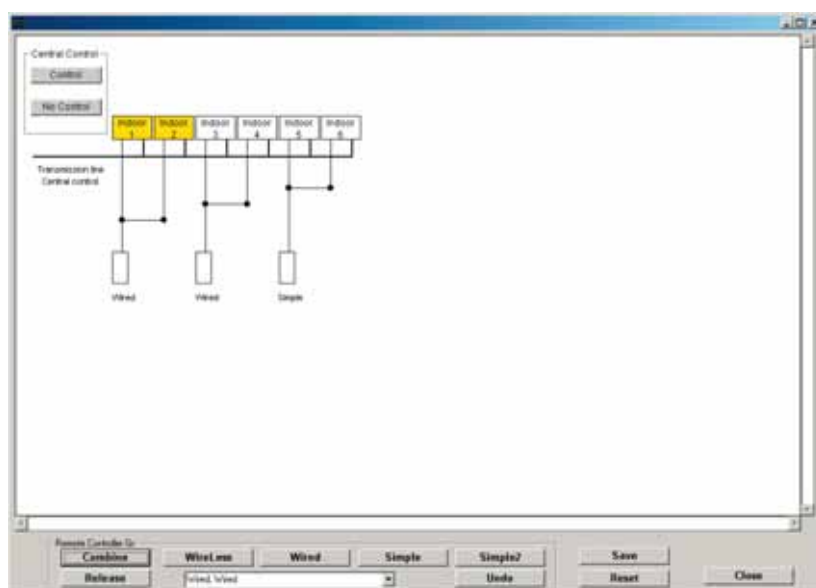 Central Control
Control
No Control
Indoor 1
Indoor 2
Indoor 3
Indoor 4
Indoor 5
Indoor 6
Transmission line
Central control
Wired
Wired
Simple
Remote Controller Gr.
Combine
WireLess
Wired
Simple
Simple2
Save
Release
Wired, Wired
Undo
Reset
Close